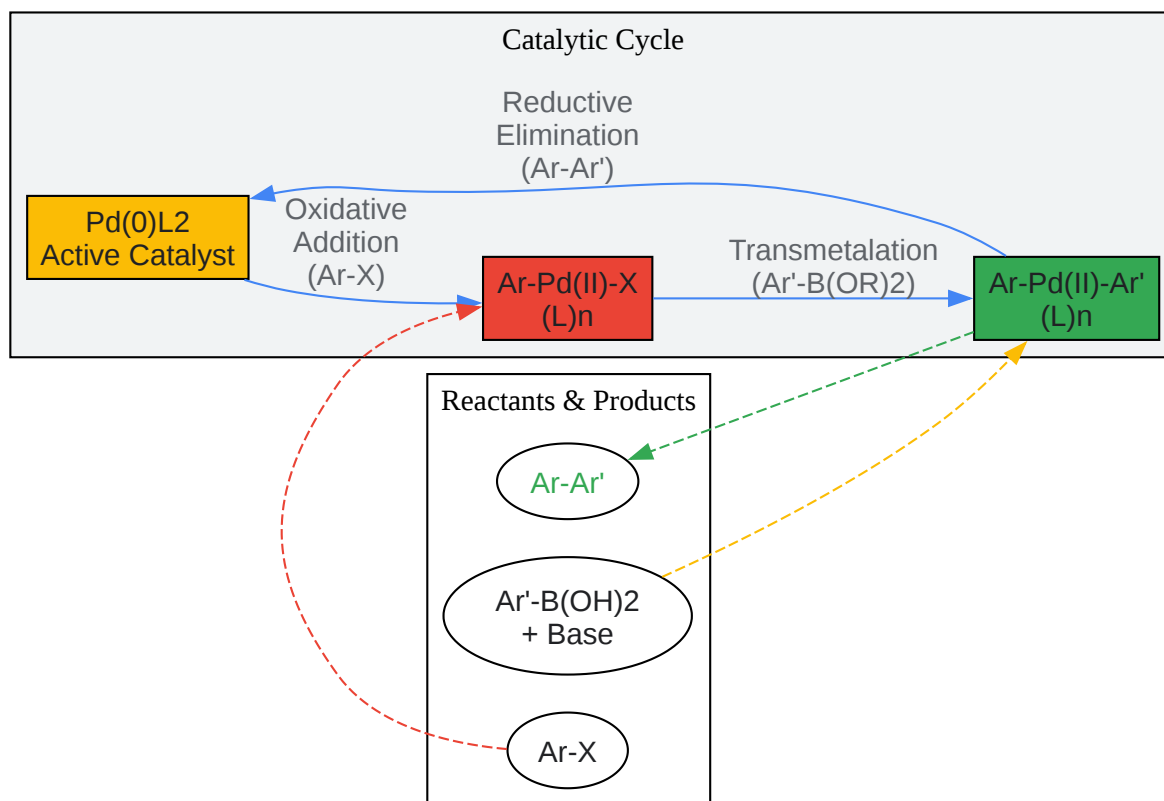 Catalytic Cycle
Reductive
Elimination
(Ar-Ar')
Pd(0)L2
Active Catalyst
Oxidative
Addition
(Ar-X)
Ar-Pd(II)-X
(L)n
Transmetalation
(Ar'-B(OR)2)
Ar-Pd(II)-Ar'
(L)n
Reactants & Products
Ar-Ar'
Ar'-B(OH)2
+ Base
Ar-X